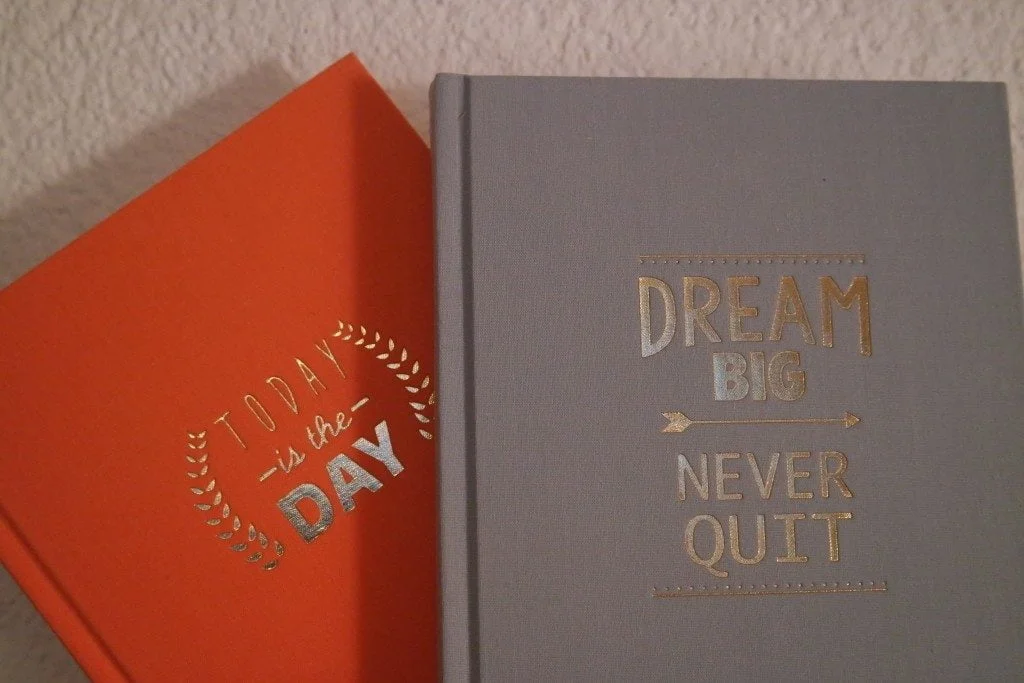 TODAY
is the
DAY
DREAM
BIG
NEVER
QUIT